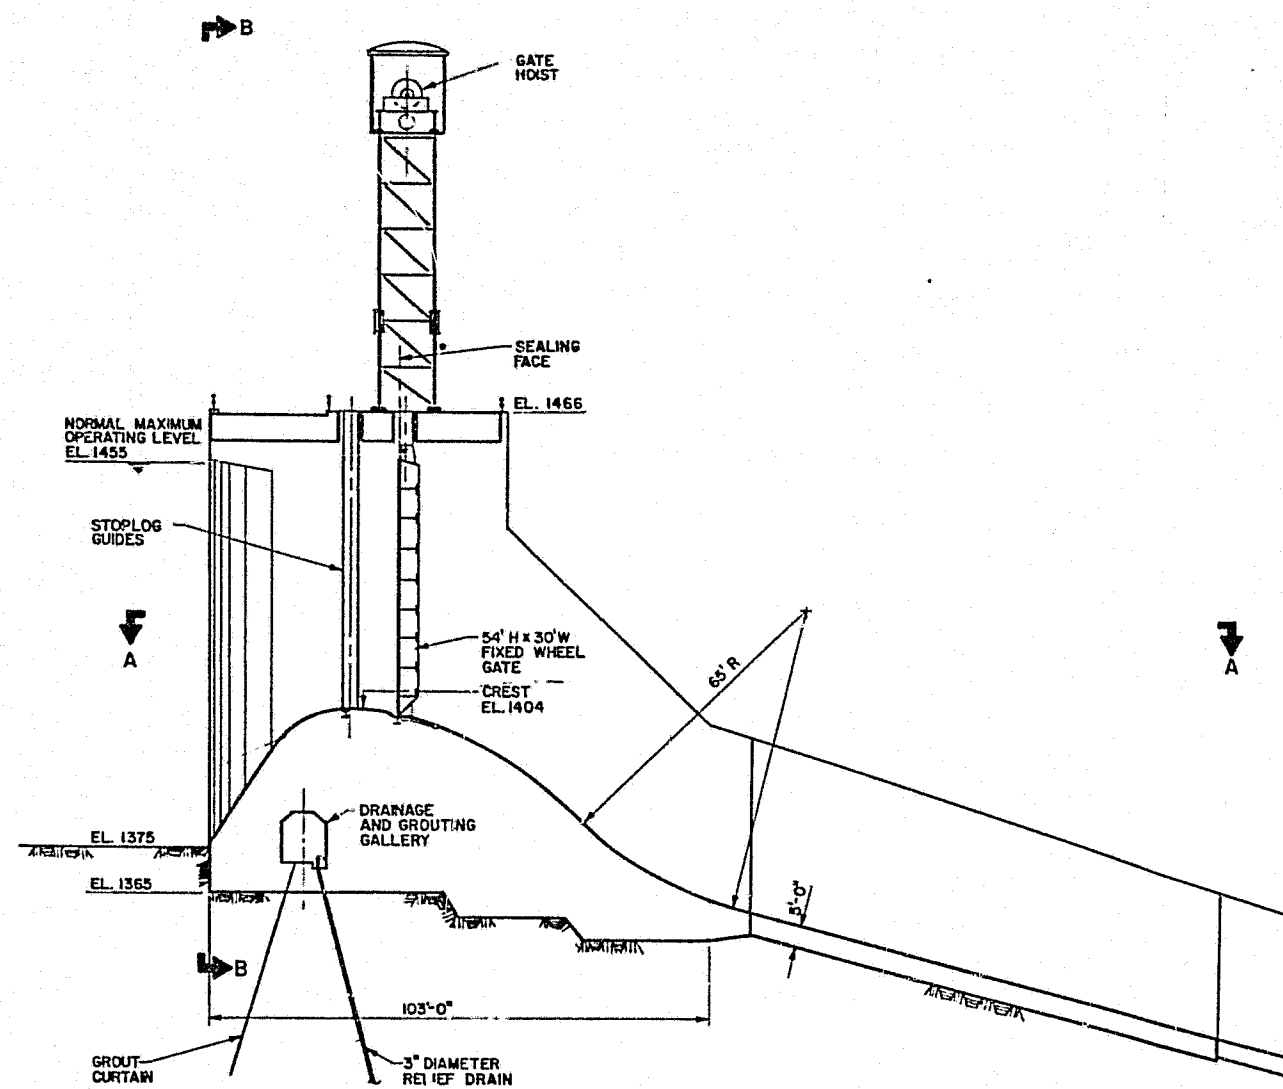 B
GATE
HOIST
SEALING
FACE
EL. 1466
NORMAL MAXIMUM
OPERATING LEVEL
EL. 1455
STOPLOG
GUIDES
A
54' H x 30' W
FIXED WHEEL
GATE
CREST
EL. 1404
65' R
A
DRAINAGE
AND GROUTING
GALLERY
EL. 1375
EL. 1365
5'-0"
B
103'-0"
GROUT
CURTAIN
3" DIAMETER
RELIEF DRAIN